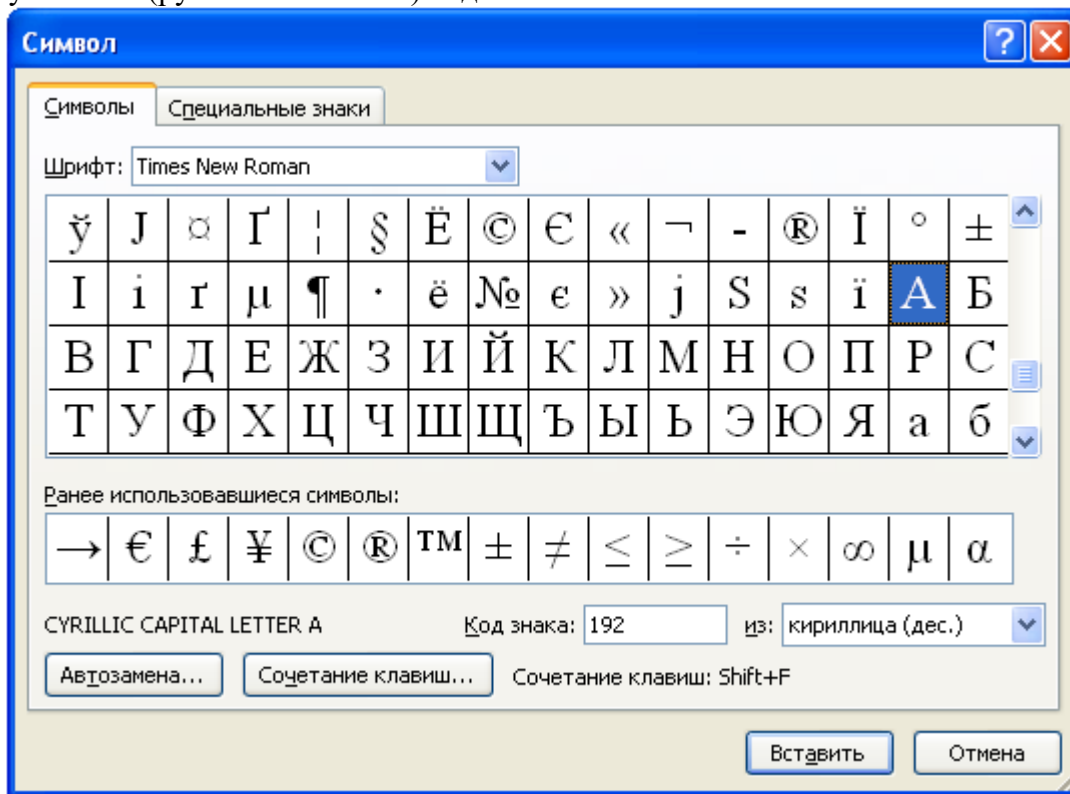 Символ
Символы Специальные знаки
Шрифт: Times New Roman
ў Ј ¤ Ґ ¦ § Ё © Є « ¬ - ® Ї ° ±
І і ґ µ ¶ · ё № є » ј Ѕ ѕ ї А Б
В Г Д Е Ж З И Й К Л М Н О П Р С
Т У Ф Х Ц Ч Ш Щ Ъ Ы Ь Э Ю Я а б
Ранее использовавшиеся символы:
→ € £ ¥ © ® ™ ± ≠ ≤ ≥ ÷ × ∞ µ α
CYRILLIC CAPITAL LETTER A Код знака: 192 из: кириллица (дес.)
Автозамена... Сочетание клавиш... Сочетание клавиш: Shift+F
Вставить Отмена